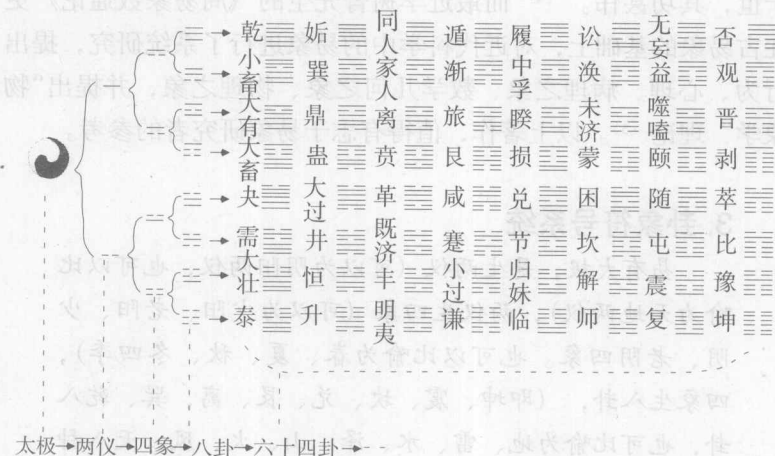 乾小畜大有大畜夬需大壮泰
姤巽鼎蛊大过井恒升
同人家人离贲革既济丰明夷
遁渐旅艮咸蹇小过谦
履中孚睽损兑节归妹临
讼涣未济蒙困坎解师
无妄益噬嗑颐随屯震复
否观晋剥萃比豫坤
太极→两仪→四象→八卦→六十四卦→